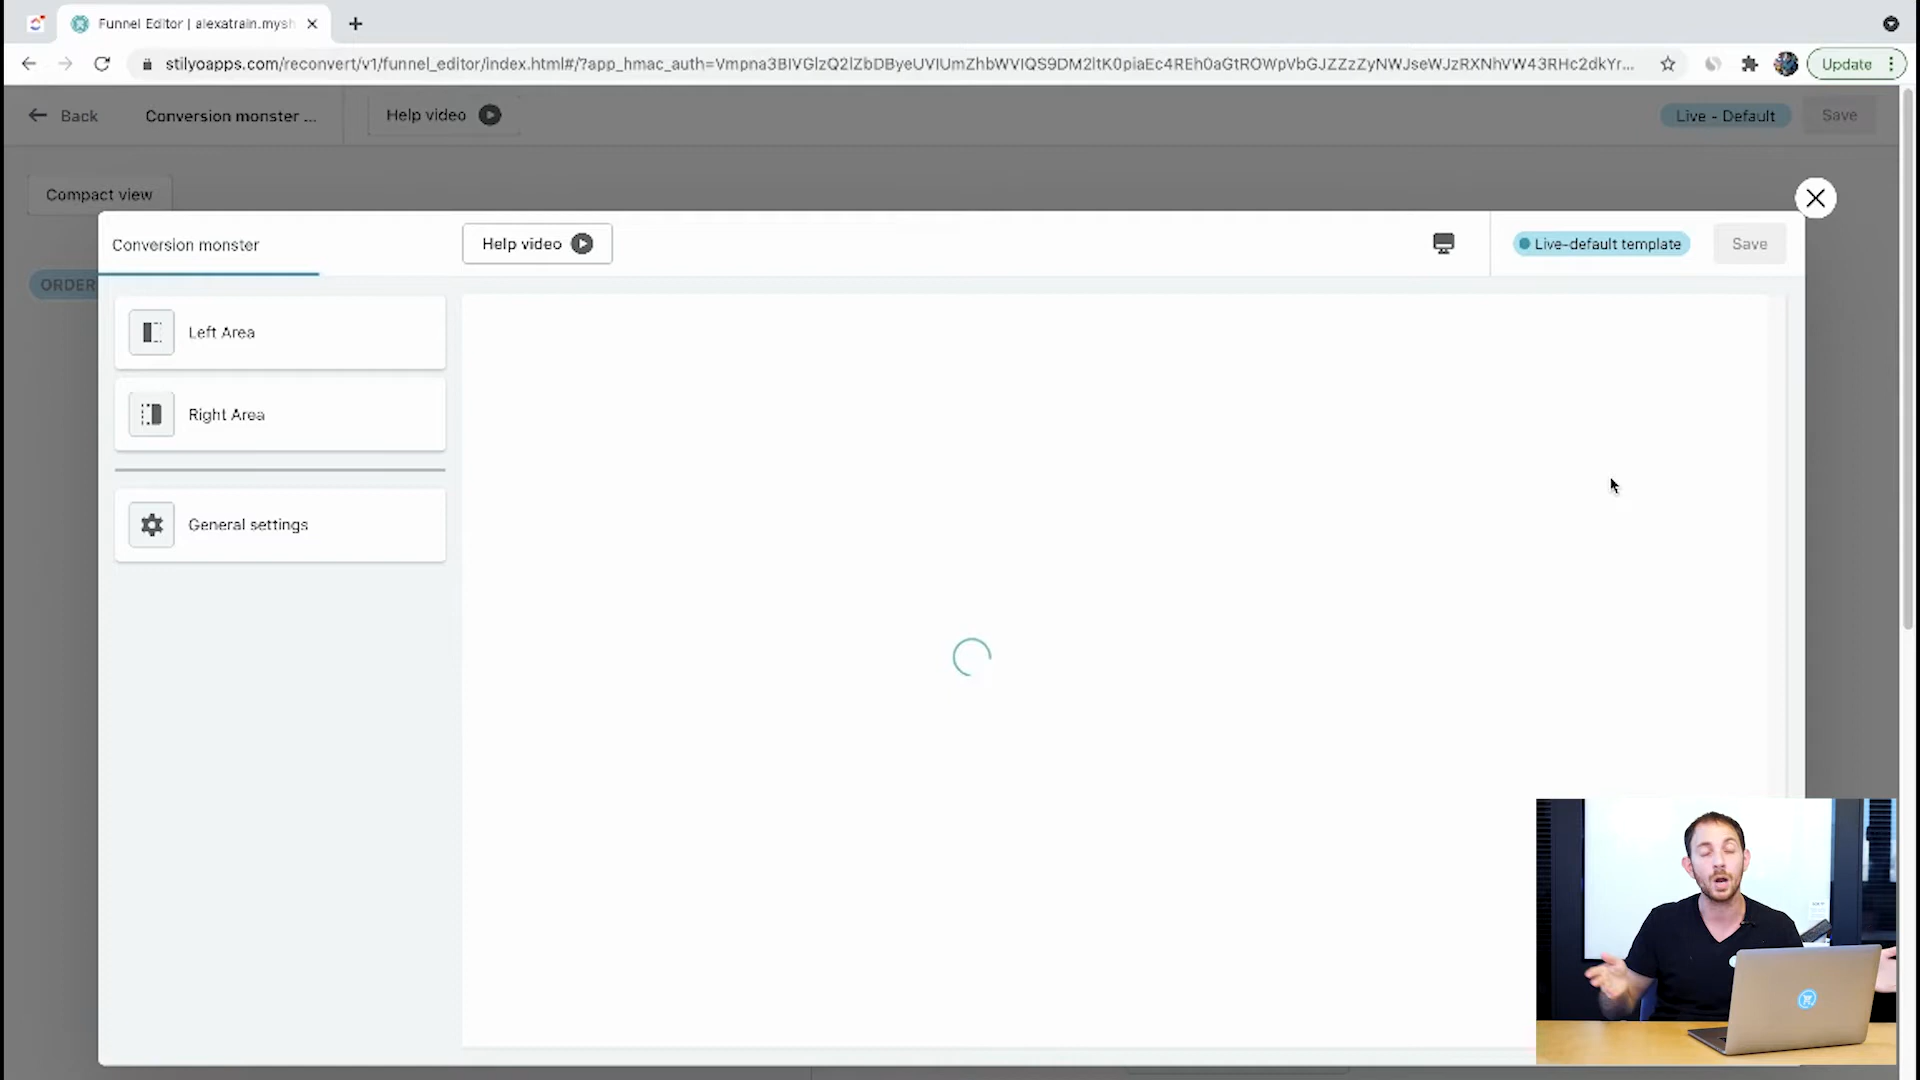 Funnel Editor | alexatrain.mysh
stilyoapps.com/reconvert/v1/funnel_editor/index.html#/?app_hmac_auth=
Update
Back
Conversion monster ...
Help video
Live - Default
Save
Compact view
Conversion monster
Help video
Live-default template
Save
ORDER
Left Area
Right Area
General settings